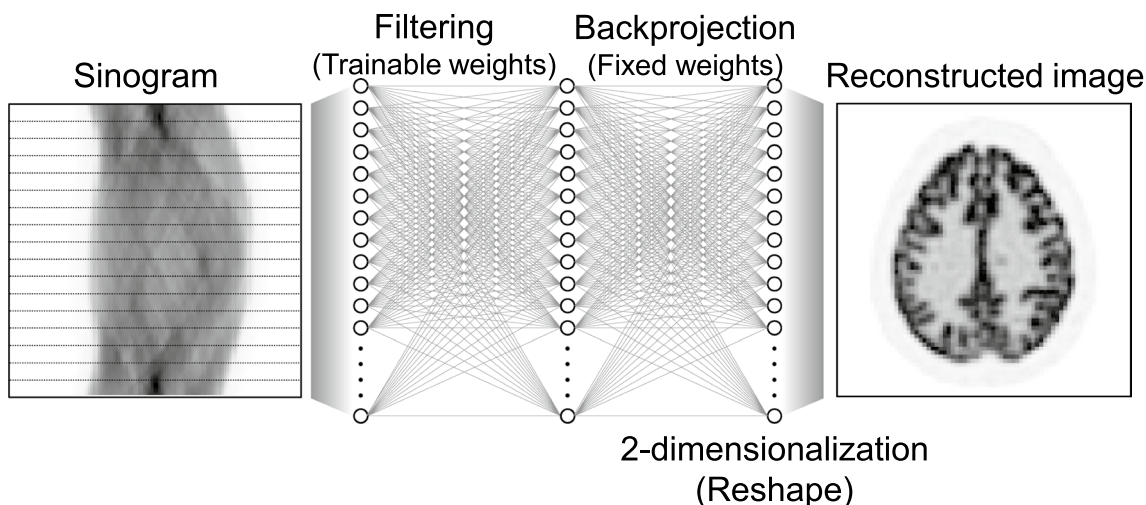 Filtering
(Trainable weights)
Backprojection
(Fixed weights)
Sinogram
Reconstructed image
2-dimensionalization
(Reshape)